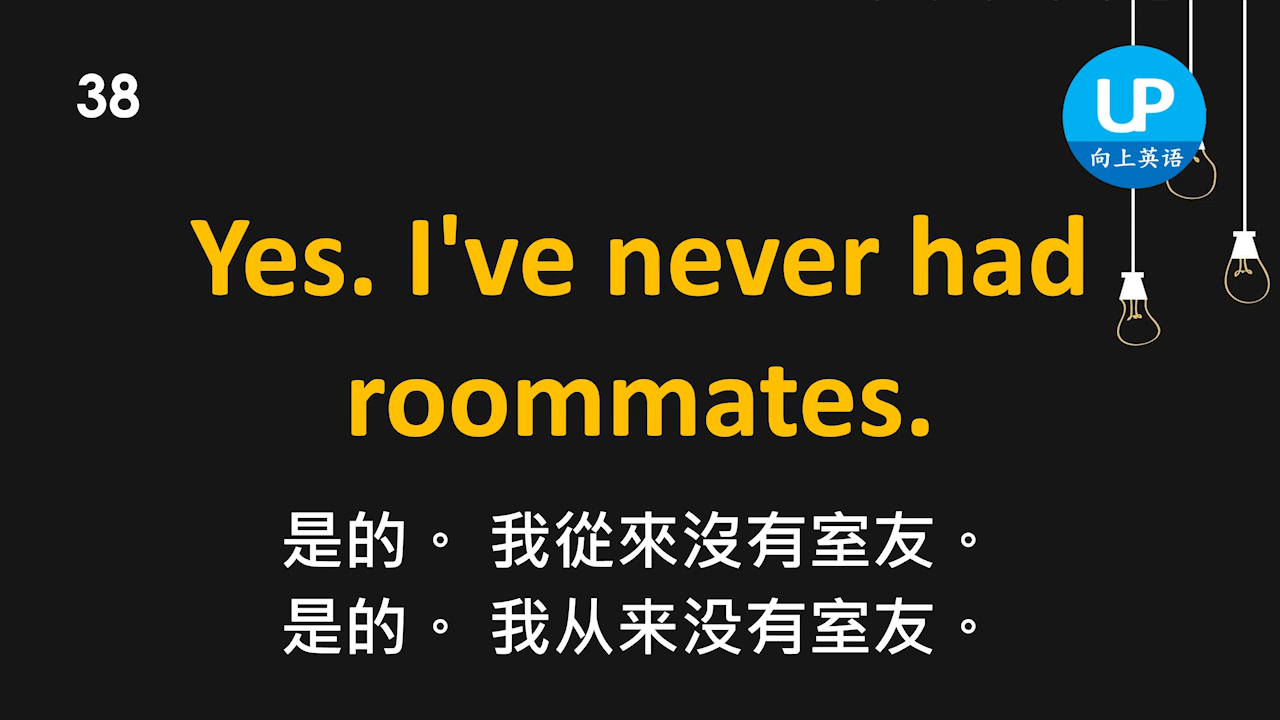 38
UP
向上英语
Yes. I've never had
roommates.
是的。 我從來沒有室友。
是的。 我从来没有室友。